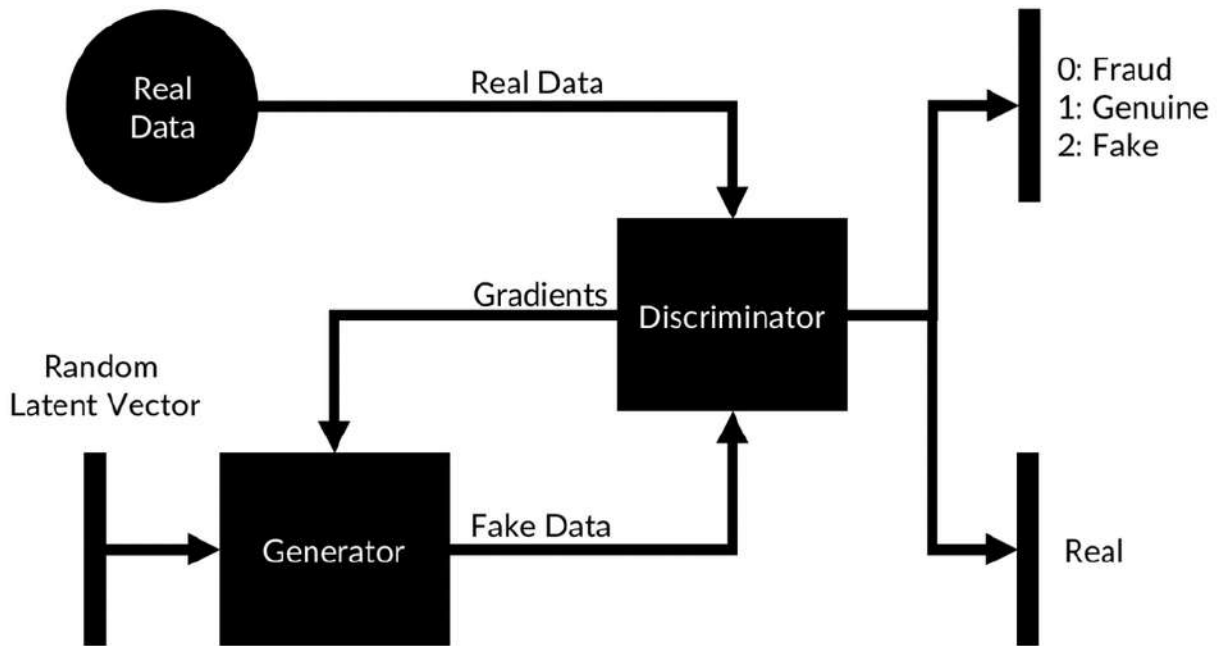 Real
Data
Real Data
0: Fraud
1: Genuine
2: Fake
Gradients
Discriminator
Random
Latent Vector
Generator
Fake Data
Real